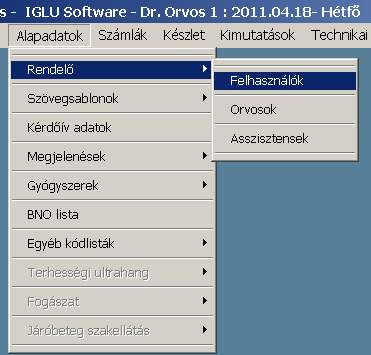 s - IGLU Software - Dr. Orvos 1 : 2011.04.18- Hétfő
Alapadatok Számlák Készlet Kimutatások Technikai
Rendelő
Felhasználók
Szövegsablonok
Orvosok
Kérdőív adatok
Asszisztensek
Megjelenések
Gyógyszerek
BNO lista
Egyéb kódlisták
Terhességi ultrahang
Fogászat
Járóbeteg szakellátás